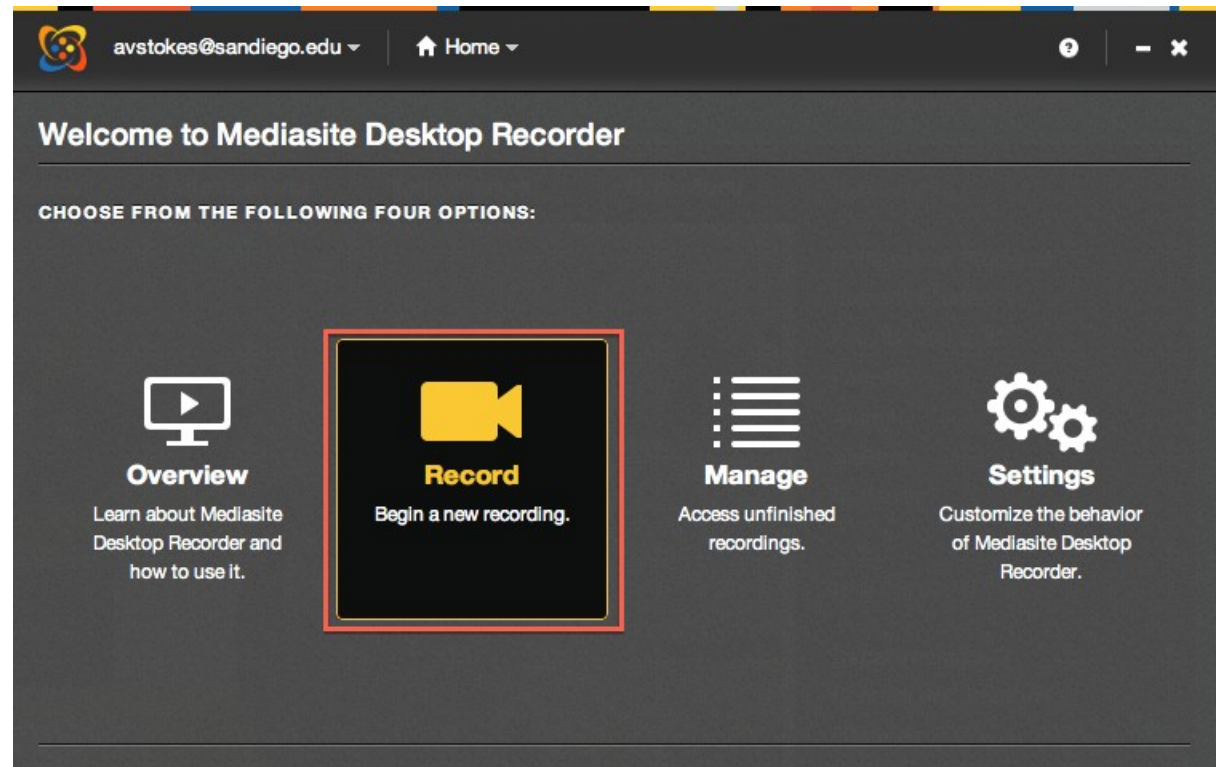 avstokes@sandiego.edu Home
Welcome to Mediasite Desktop Recorder
CHOOSE FROM THE FOLLOWING FOUR OPTIONS:
Overview
Learn about Mediasite
Desktop Recorder and
how to use it.
Record
Begin a new recording.
Manage
Access unfinished
recordings.
Settings
Customize the behavior
of Mediasite Desktop
Recorder.